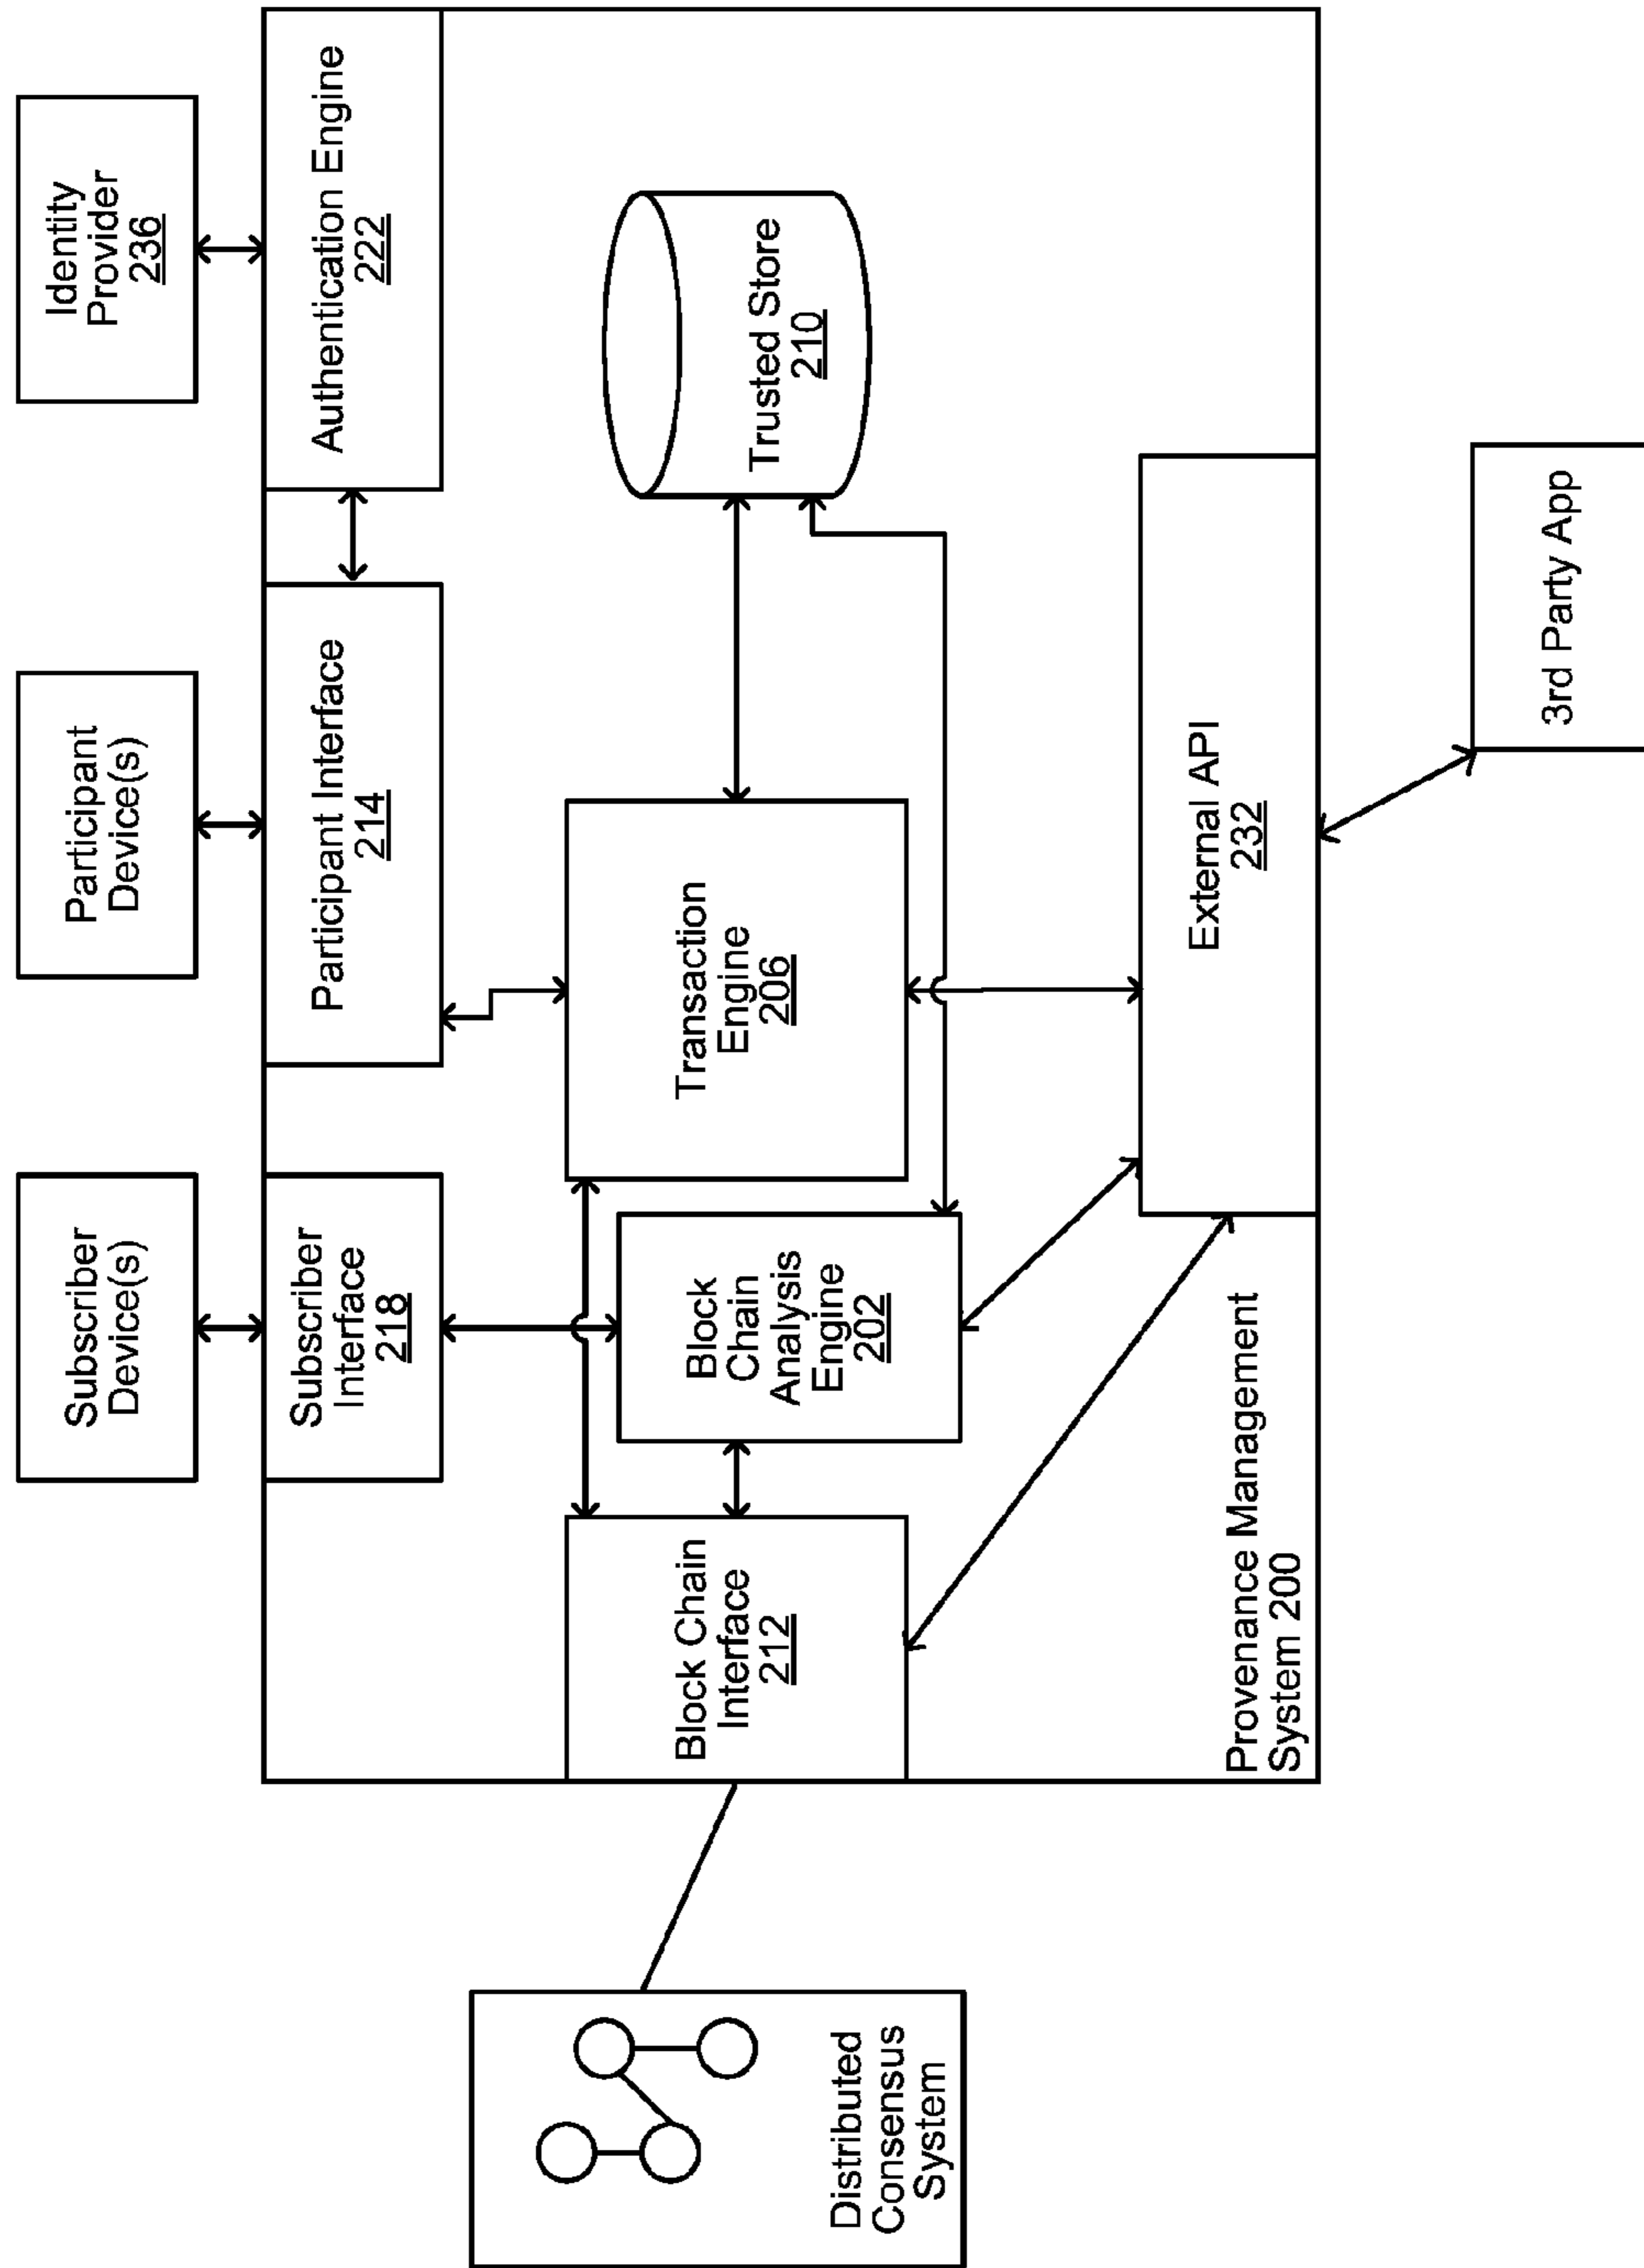 Subscriber
Device(s)
Participant
Device(s)
Identity
Provider
236
Subscriber
Interface
218
Participant Interface
214
Authentication Engine
222
Distributed
Consensus
System
Block Chain
Interface
212
Block
Chain
Analysis
Engine
202
Transaction
Engine
206
Trusted Store
210
External API
232
Provenance Management
System 200
3rd Party App